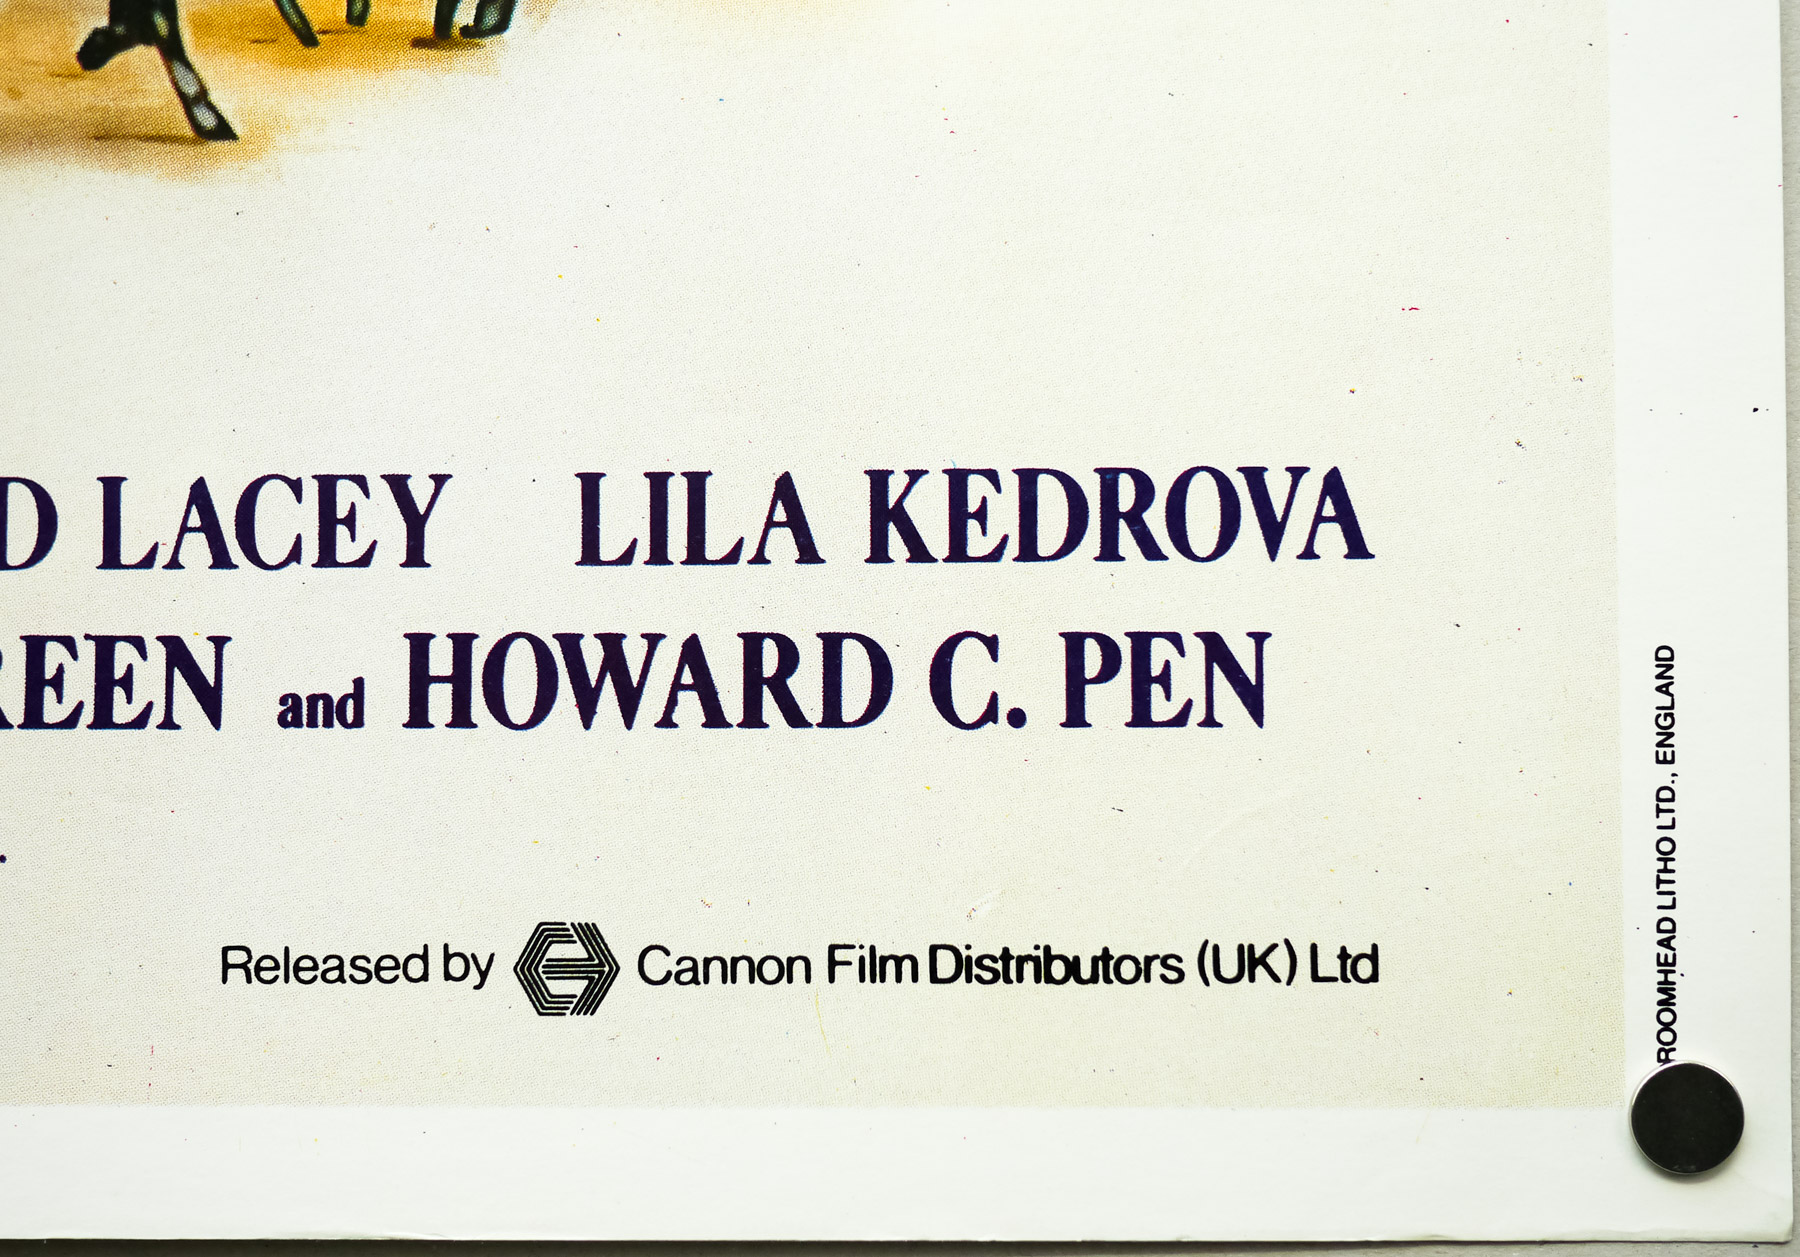 D LACEY LILA KEDROVA
REEN and HOWARD C. PEN
.
Released by Cannon Film Distributors (UK) Ltd
ROOMHEAD LITHO LTD., ENGLAND